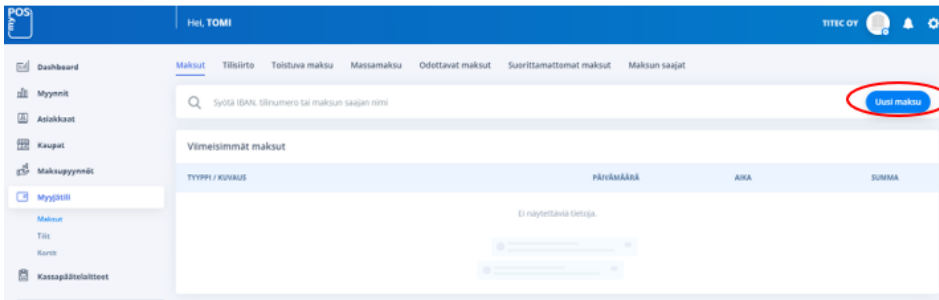 myPOS
Hei, TOMI
TITEC OY
Dashboard
Myynnit
Asiakkaat
Kaupat
Maksupyynnöt
Myyjätili
Maksut
Tilit
Kortit
Kassapäätelaitteet
Maksut Tilisiirto Toistuva maksu Massamaksu Odottavat maksut Suorittamattomat maksut Maksun saajat
Syötä IBAN, tilinumero tai maksun saajan nimi
Uusi maksu
Viimeisimmät maksut
TYYPPI / KUVAUS PÄIVÄMÄÄRÄ AIKA SUMMA
Ei näytettäviä tietoja.